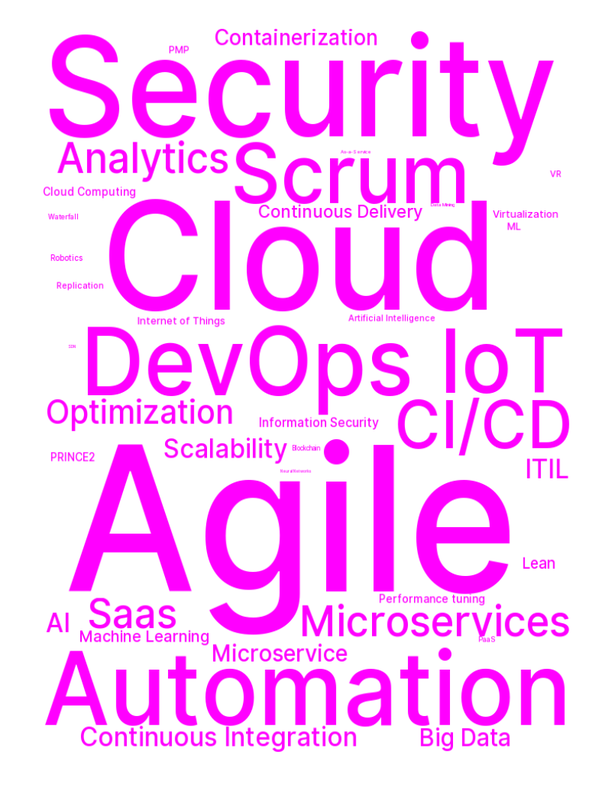 Containerization
PMP
Security
Analytics
Scrum
VR
Cloud Computing
Continuous Delivery
Virtualization
Waterfall
ML
Cloud
Robotics
Replication
Internet of Things
Artificial Intelligence
DevOps
IoT
Optimization
CI/CD
Information Security
Scalability
Blockchain
PRINCE2
ITIL
Neural Networks
Agile
Lean
Performance tuning
AI
Saas
Microservices
Machine Learning
PaaS
Microservice
Automation
Continuous Integration
Big Data